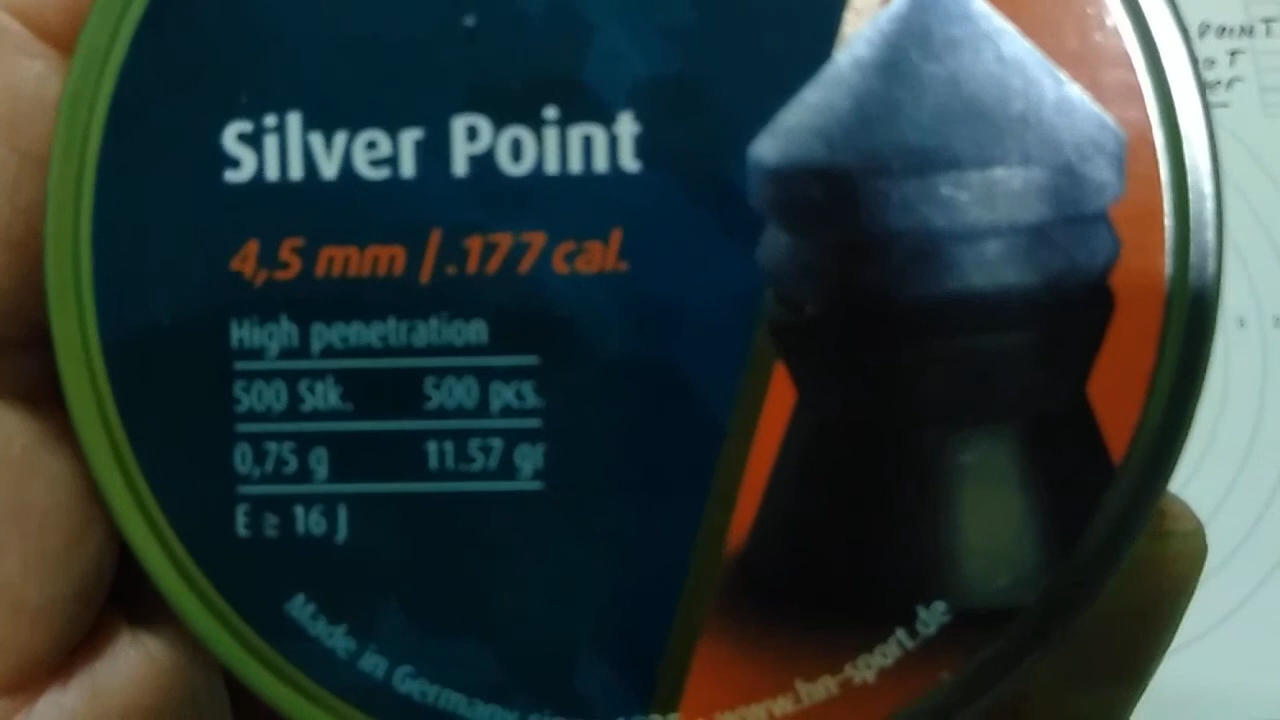 Silver Point
4,5 mm / .177 cal.
High penetration
500 Stk. 500 pcs.
0,75 g 11.57 gr
E ≥ 16 J
Made in Germany
www.hn-sport.de
POINT